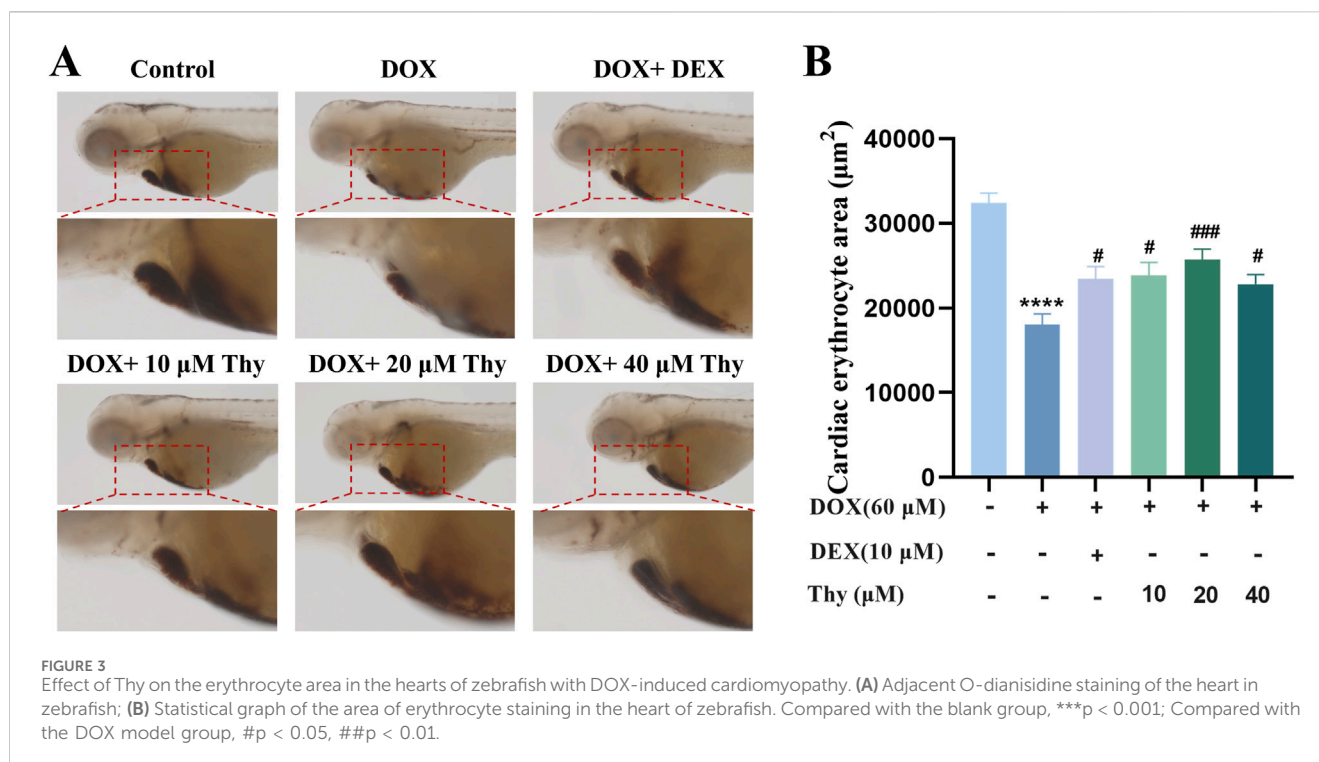 A
Control
DOX
DOX+ DEX
DOX+ 10 µM Thy
DOX+ 20 µM Thy
DOX+ 40 µM Thy
B
Cardiac erythrocyte area (µm²)
40000
30000
20000
10000
0
****
#
#
###
#
DOX(60 µM) - + + + + +
DEX(10 µM) - - + - - -
Thy (µM) - - - 10 20 40
FIGURE 3
Effect of Thy on the erythrocyte area in the hearts of zebrafish with DOX-induced cardiomyopathy. (A) Adjacent O-dianisidine staining of the heart in
zebrafish; (B) Statistical graph of the area of erythrocyte staining in the heart of zebrafish. Compared with the blank group, ***p < 0.001; Compared with
the DOX model group, #p < 0.05, ##p < 0.01.